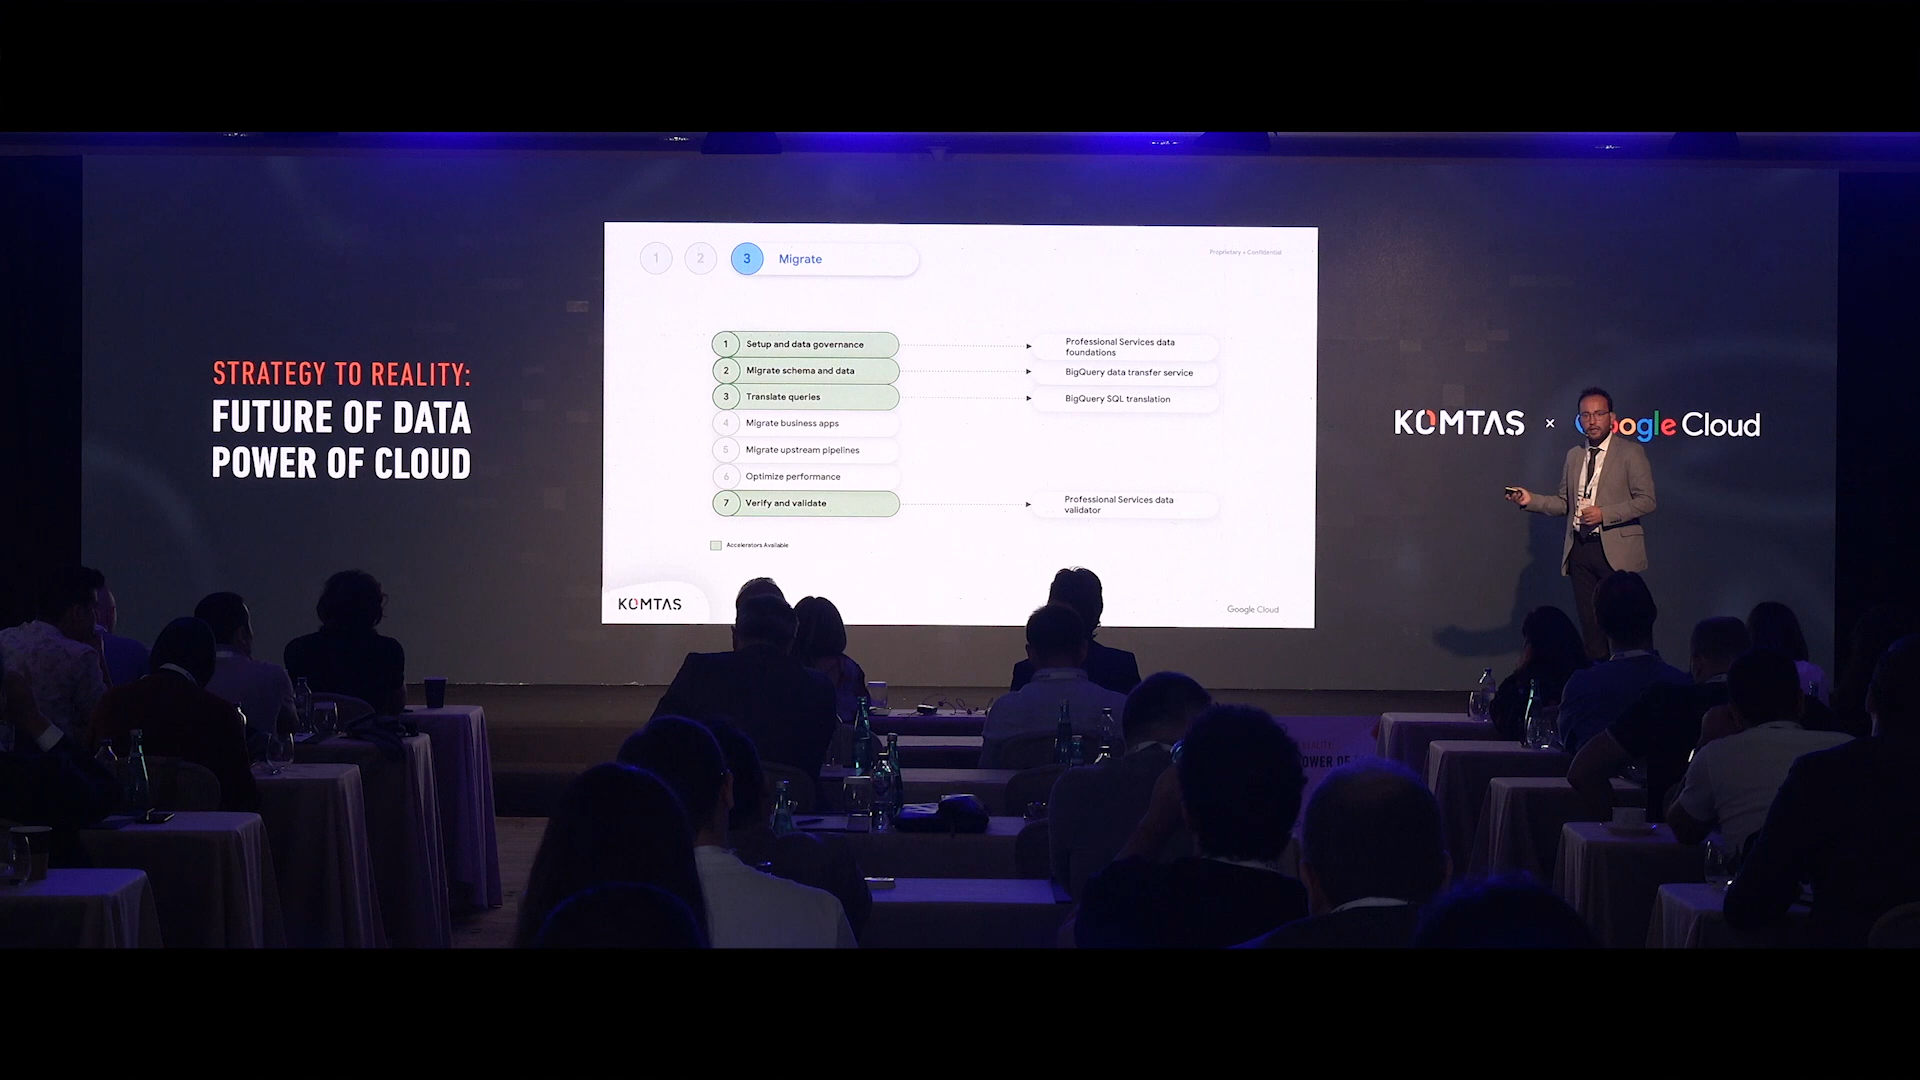 STRATEGY TO REALITY:
FUTURE OF DATA
POWER OF CLOUD
1
2
3
Migrate
Proprietary + Confidential
1 Setup and data governance
Professional Services data
foundations
2 Migrate schema and data
BigQuery data transfer service
3 Translate queries
BigQuery SQL translation
4 Migrate business apps
5 Migrate upstream pipelines
6 Optimize performance
7 Verify and validate
Professional Services data
validator
Accelerators Available
KOMTAS
Google Cloud
KOMTAS × Google Cloud